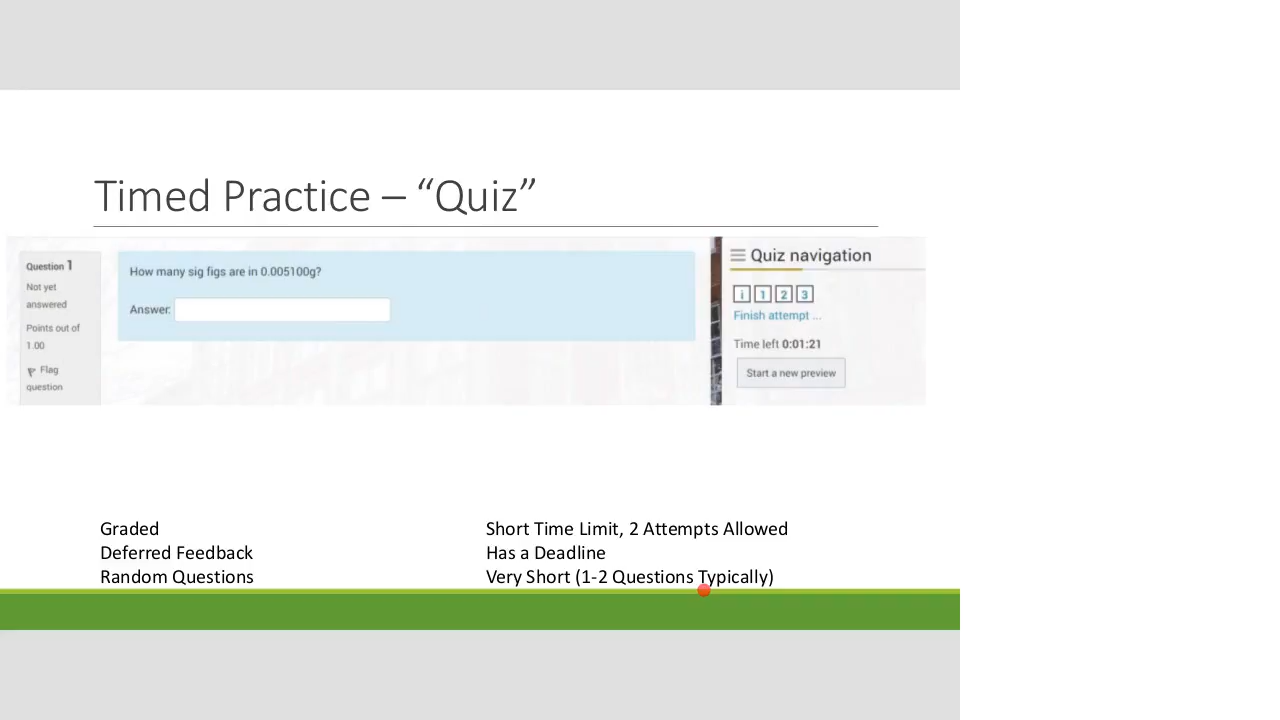 Timed Practice – “Quiz”
Question 1
Not yet
answered
Points out of
1.00
Flag
question
How many sig figs are in 0.005100g?
Answer:
Quiz navigation
i 1 2 3
Finish attempt ...
Time left 0:01:21
Start a new preview
Graded
Deferred Feedback
Random Questions
Short Time Limit, 2 Attempts Allowed
Has a Deadline
Very Short (1-2 Questions Typically)